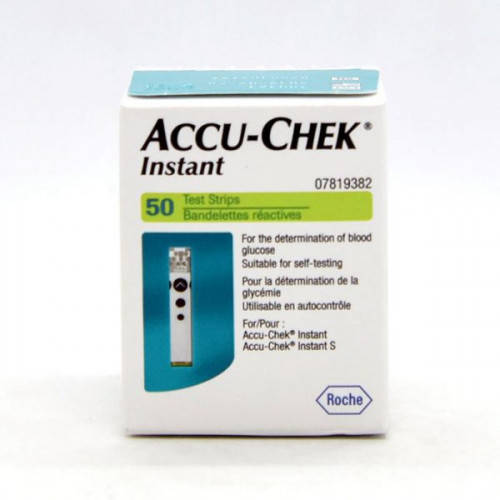 ACCU-CHEK®
Instant
07819382
50 Test Strips
Bandelettes réactives
For the determination of blood
glucose
Suitable for self-testing
Pour la détermination de la
glycémie
Utilisable en autocontrôle
For/Pour :
Accu-Chek® Instant
Accu-Chek® Instant S
Roche